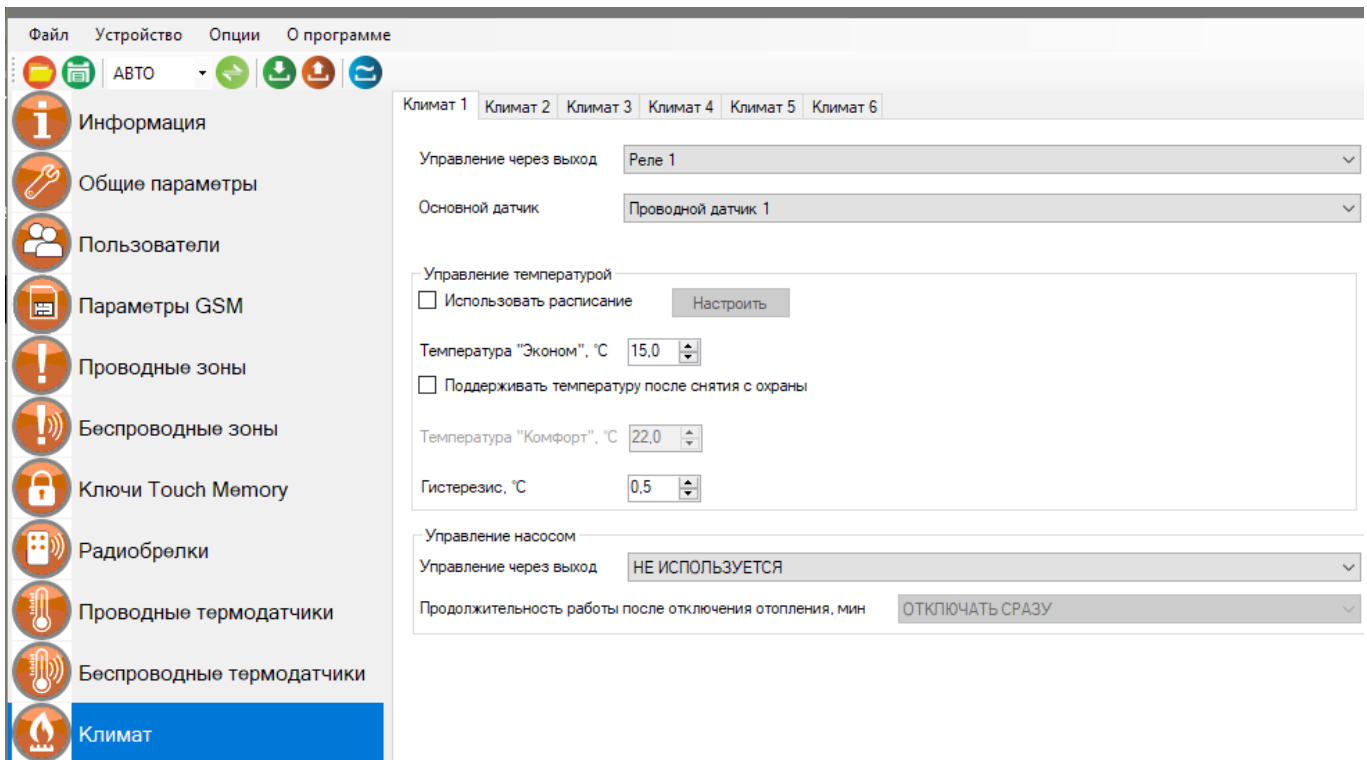 Файл Устройство Опции О программе
АВТО
Информация
Общие параметры
Пользователи
Параметры GSM
Проводные зоны
Беспроводные зоны
Ключи Touch Memory
Радиобрелки
Проводные термодатчики
Беспроводные термодатчики
Климат
Климат 1 Климат 2 Климат 3 Климат 4 Климат 5 Климат 6
Управление через выход Реле 1
Основной датчик Проводной датчик 1
Управление температурой
Использовать расписание Настроить
Температура "Эконом", °C 15,0
Поддерживать температуру после снятия с охраны
Температура "Комфорт", °C 22,0
Гистерезис, °C 0,5
Управление насосом
Управление через выход НЕ ИСПОЛЬЗУЕТСЯ
Продолжительность работы после отключения отопления, мин ОТКЛЮЧАТЬ СРАЗУ